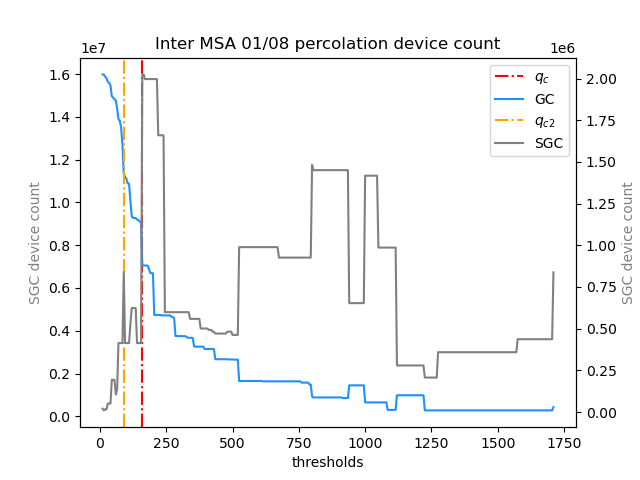 Inter MSA 01/08 percolation device count
1e7
1e6
1.6
1.4
1.2
1.0
0.8
0.6
0.4
0.2
0.0
SGC device count
2.00
1.75
1.50
1.25
1.00
0.75
0.50
0.25
0.00
SGC device count
q_c
GC
q_{c2}
SGC
0 250 500 750 1000 1250 1500 1750
thresholds